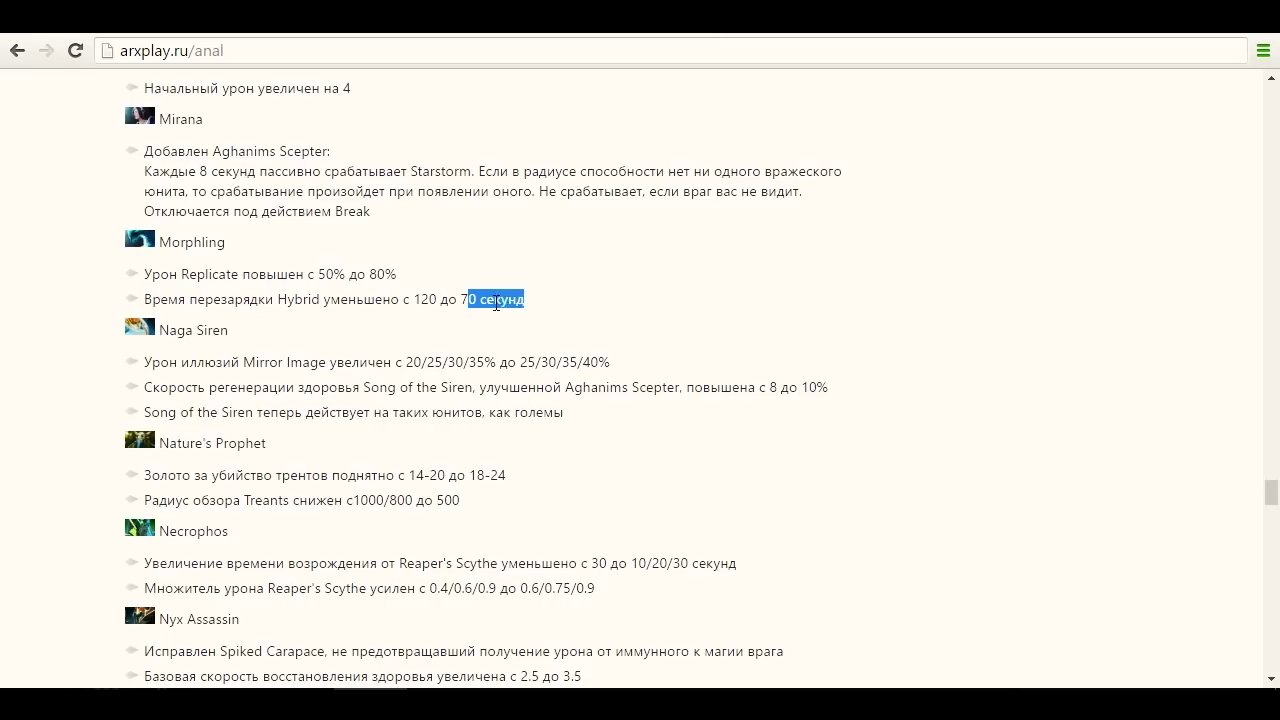 arxplay.ru/anal
Начальный урон увеличен на 4
Mirana
Добавлен Aghanims Scepter:
Каждые 8 секунд пассивно срабатывает Starstorm. Если в радиусе способности нет ни одного вражеского
юнита, то срабатывание произойдет при появлении оного. Не срабатывает, если враг вас не видит.
Отключается под действием Break
Morphling
Урон Replicate повышен с 50% до 80%
Время перезарядки Hybrid уменьшено с 120 до 70 секунд
Naga Siren
Урон иллюзий Mirror Image увеличен с 20/25/30/35% до 25/30/35/40%
Скорость регенерации здоровья Song of the Siren, улучшенной Aghanims Scepter, повышена с 8 до 10%
Song of the Siren теперь действует на таких юнитов, как големы
Nature's Prophet
Золото за убийство трентов поднятно с 14-20 до 18-24
Радиус обзора Treants снижен с1000/800 до 500
Necrophos
Увеличение времени возрождения от Reaper's Scythe уменьшено с 30 до 10/20/30 секунд
Множитель урона Reaper's Scythe усилен с 0.4/0.6/0.9 до 0.6/0.75/0.9
Nyx Assassin
Исправлен Spiked Carapace, не предотвращавший получение урона от иммунного к магии врага
Базовая скорость восстановления здоровья увеличена с 2.5 до 3.5